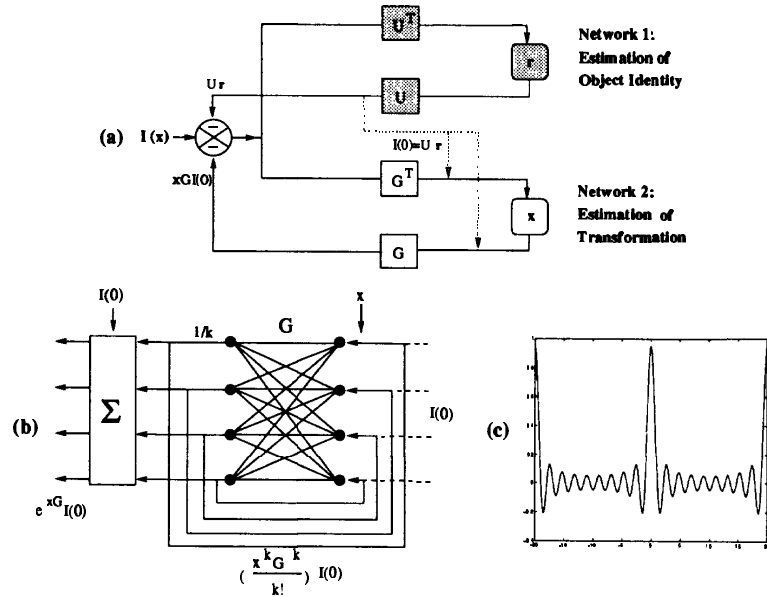 U^T
Network 1:
Estimation of
Object Identity
r
U r
U
(a)
I (x)
I(0)=U r
xGI(0)
G^T
Network 2:
Estimation of
Transformation
x
G
I(0)
x
1/k
G
Σ
I(0)
(b)
(c)
e^{xG} I(0)
( x^k G^k / k! ) I(0)